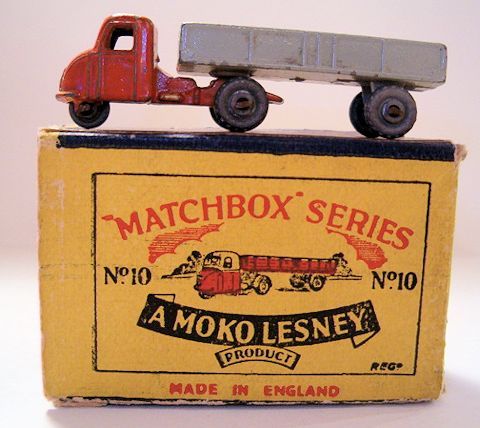 "MATCHBOX" SERIES
Nº10 Nº10
A MOKO LESNEY
PRODUCT
REGD
MADE IN ENGLAND